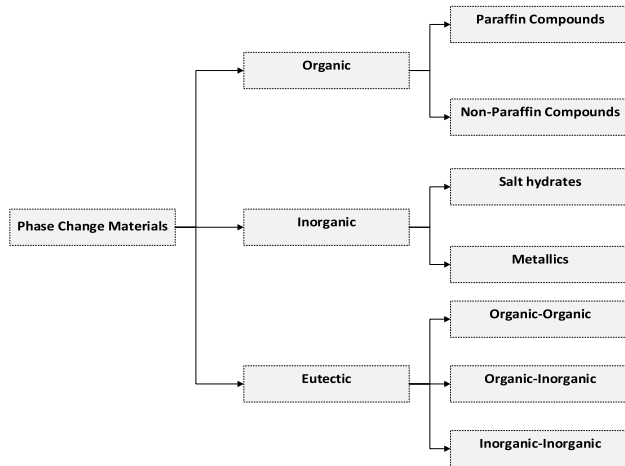 Phase Change Materials
Organic
Paraffin Compounds
Non-Paraffin Compounds
Inorganic
Salt hydrates
Metallics
Eutectic
Organic-Organic
Organic-Inorganic
Inorganic-Inorganic